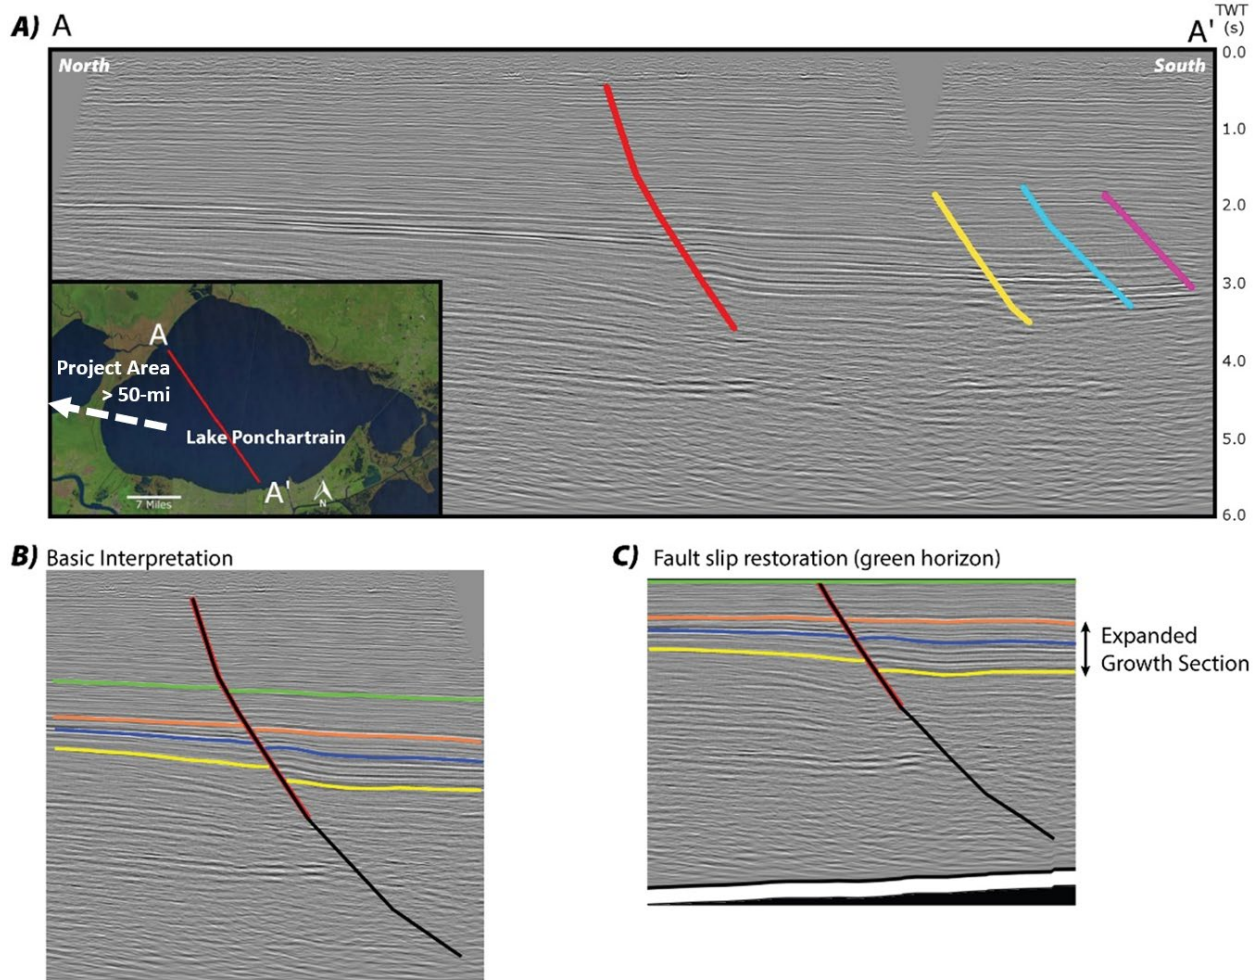 A) A
A'
TWT
(s)
North
South
0.0
1.0
2.0
3.0
4.0
5.0
6.0
A
Project Area
> 50-mi
Lake Ponchartrain
A'
7 Miles
N
B) Basic Interpretation
C) Fault slip restoration (green horizon)
Expanded
Growth Section